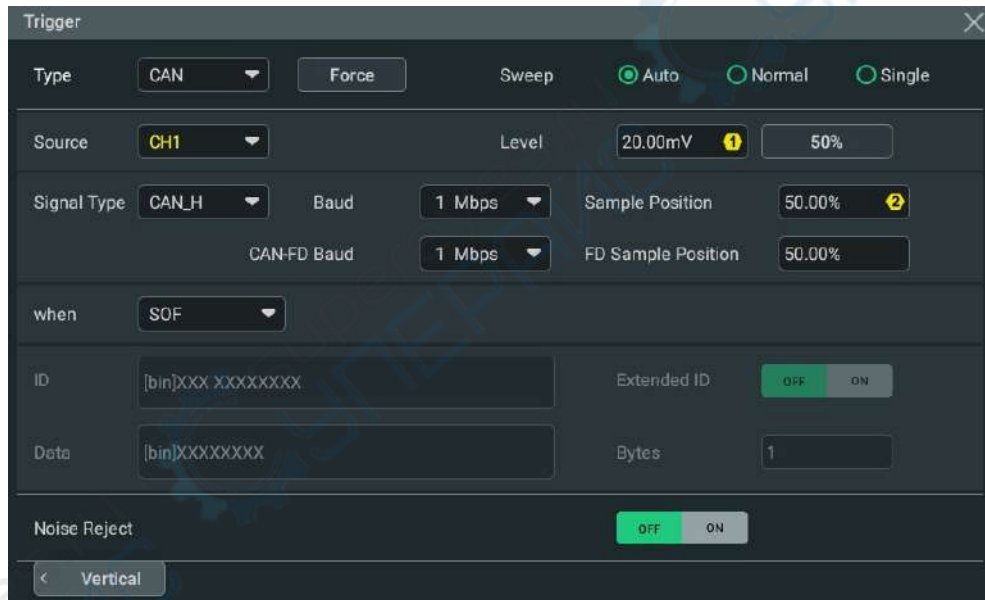 Trigger
Type CAN Force Sweep Auto Normal Single
Source CH1 Level 20.00mV 1 50%
Signal Type CAN_H Baud 1 Mbps Sample Position 50.00% 2
CAN-FD Baud 1 Mbps FD Sample Position 50.00%
when SOF
ID [bin]XXX XXXXXXXX Extended ID OFF ON
Data [bin]XXXXXXXX Bytes 1
Noise Reject OFF ON
< Vertical